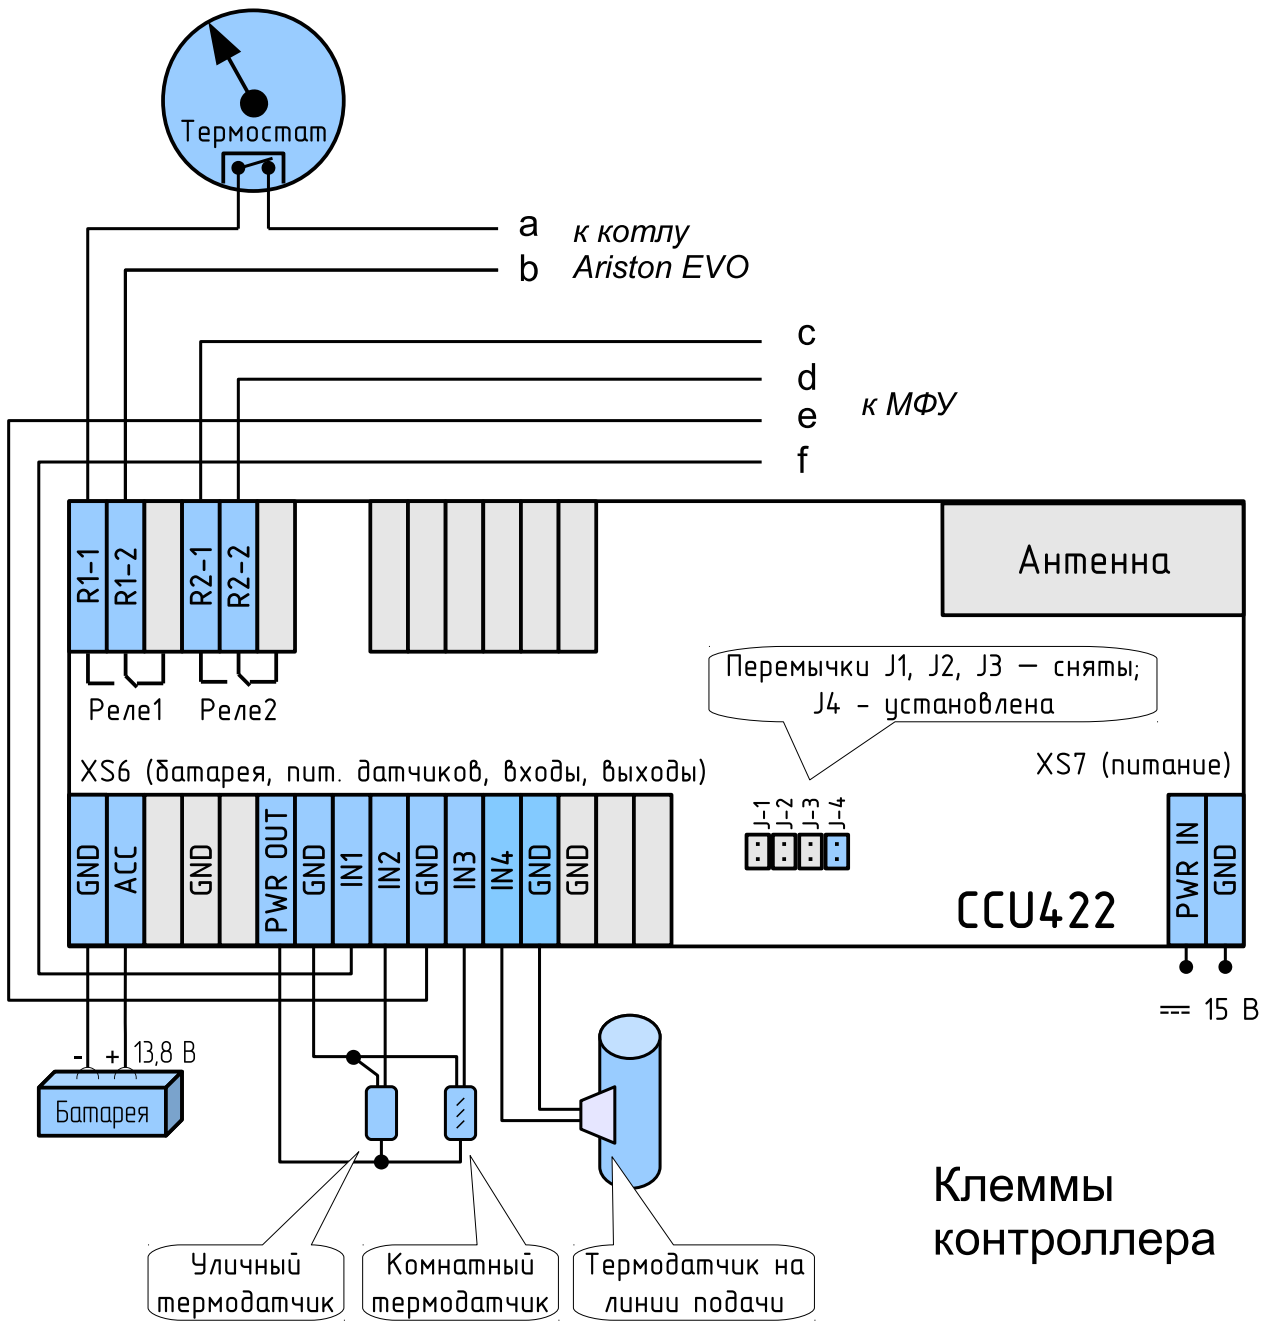 Термостат
a
к котлу
b
Ariston EVO
c
d
к МФУ
e
f
R1-1
R1-2
R2-1
R2-2
Антенна
Реле1
Реле2
Перемычки J1, J2, J3 — сняты;
J4 - установлена
XS6 (батарея, пит. датчиков, входы, выходы)
XS7 (питание)
J-1
J-2
J-3
J-4
GND
ACC
GND
PWR OUT
GND
IN1
IN2
GND
IN3
IN4
GND
GND
CCU422
PWR IN
GND
15 В
- + 13,8 В
Батарея
Клеммы
контроллера
Уличный
термодатчик
Комнатный
термодатчик
Термодатчик на
линии подачи